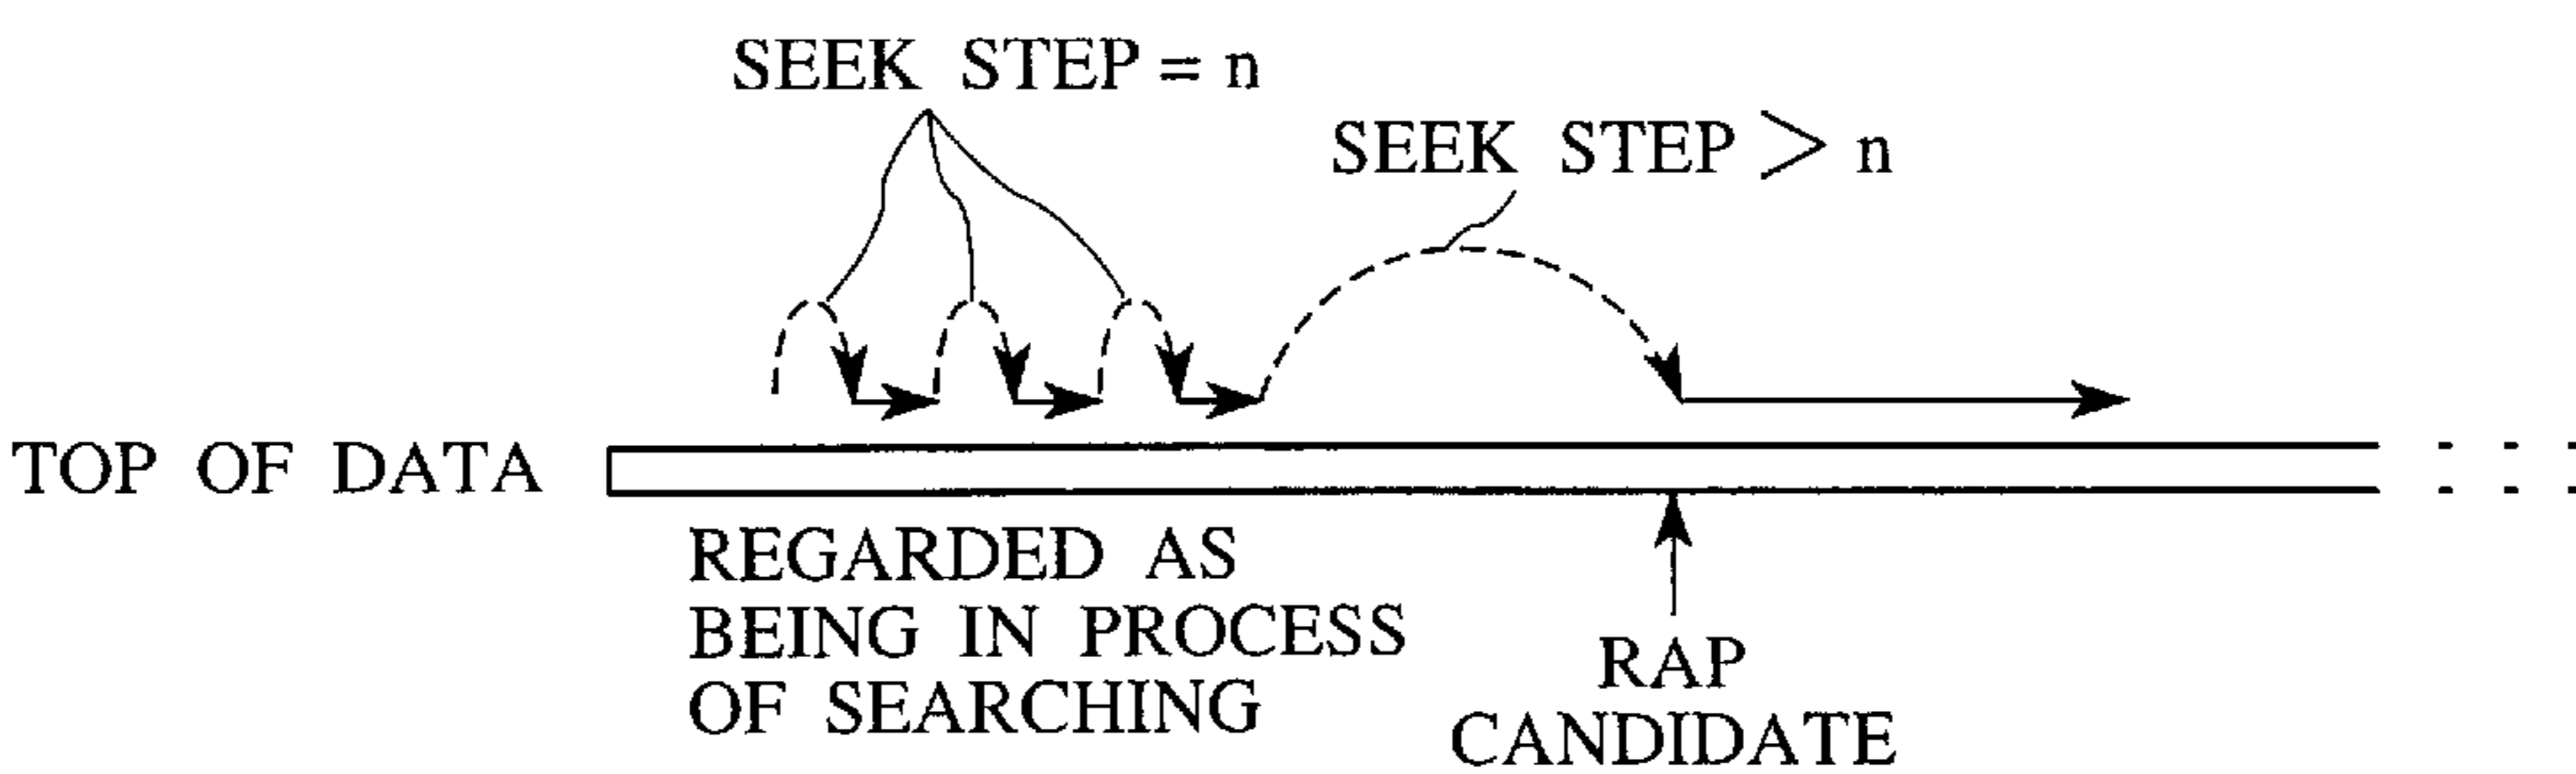 SEEK STEP = n
SEEK STEP > n
TOP OF DATA
REGARDED AS
BEING IN PROCESS
OF SEARCHING
RAP
CANDIDATE